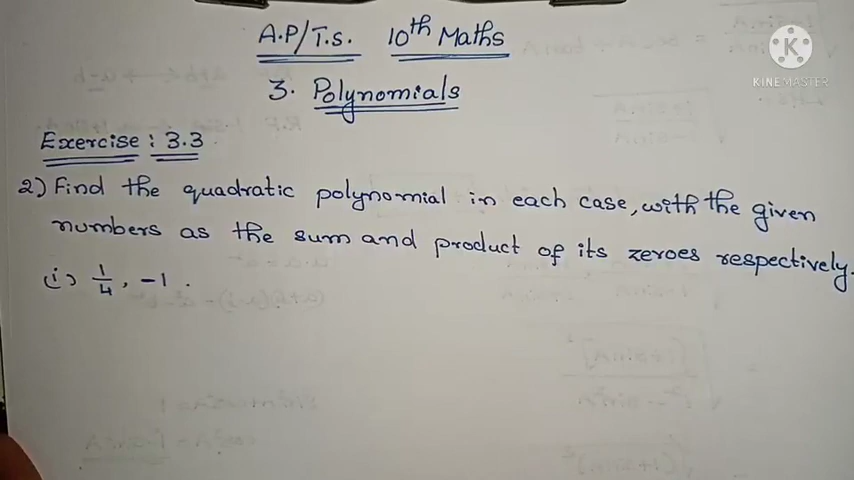 A.P/T.S. 10th Maths
KINEMASTER
3. Polynomials
Exercise : 3.3
2) Find the quadratic polynomial in each case, with the given
numbers as the sum and product of its zeroes respectively.
(i) 1/4, -1.